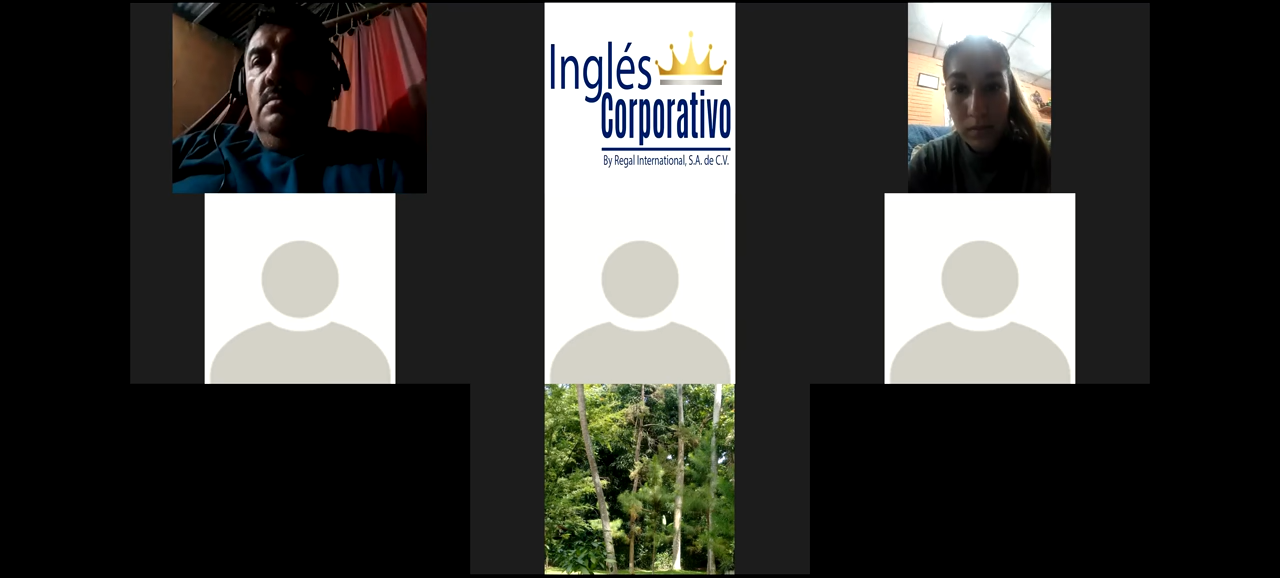 Inglés
Corporativo
By Regal International, S.A. de C.V.